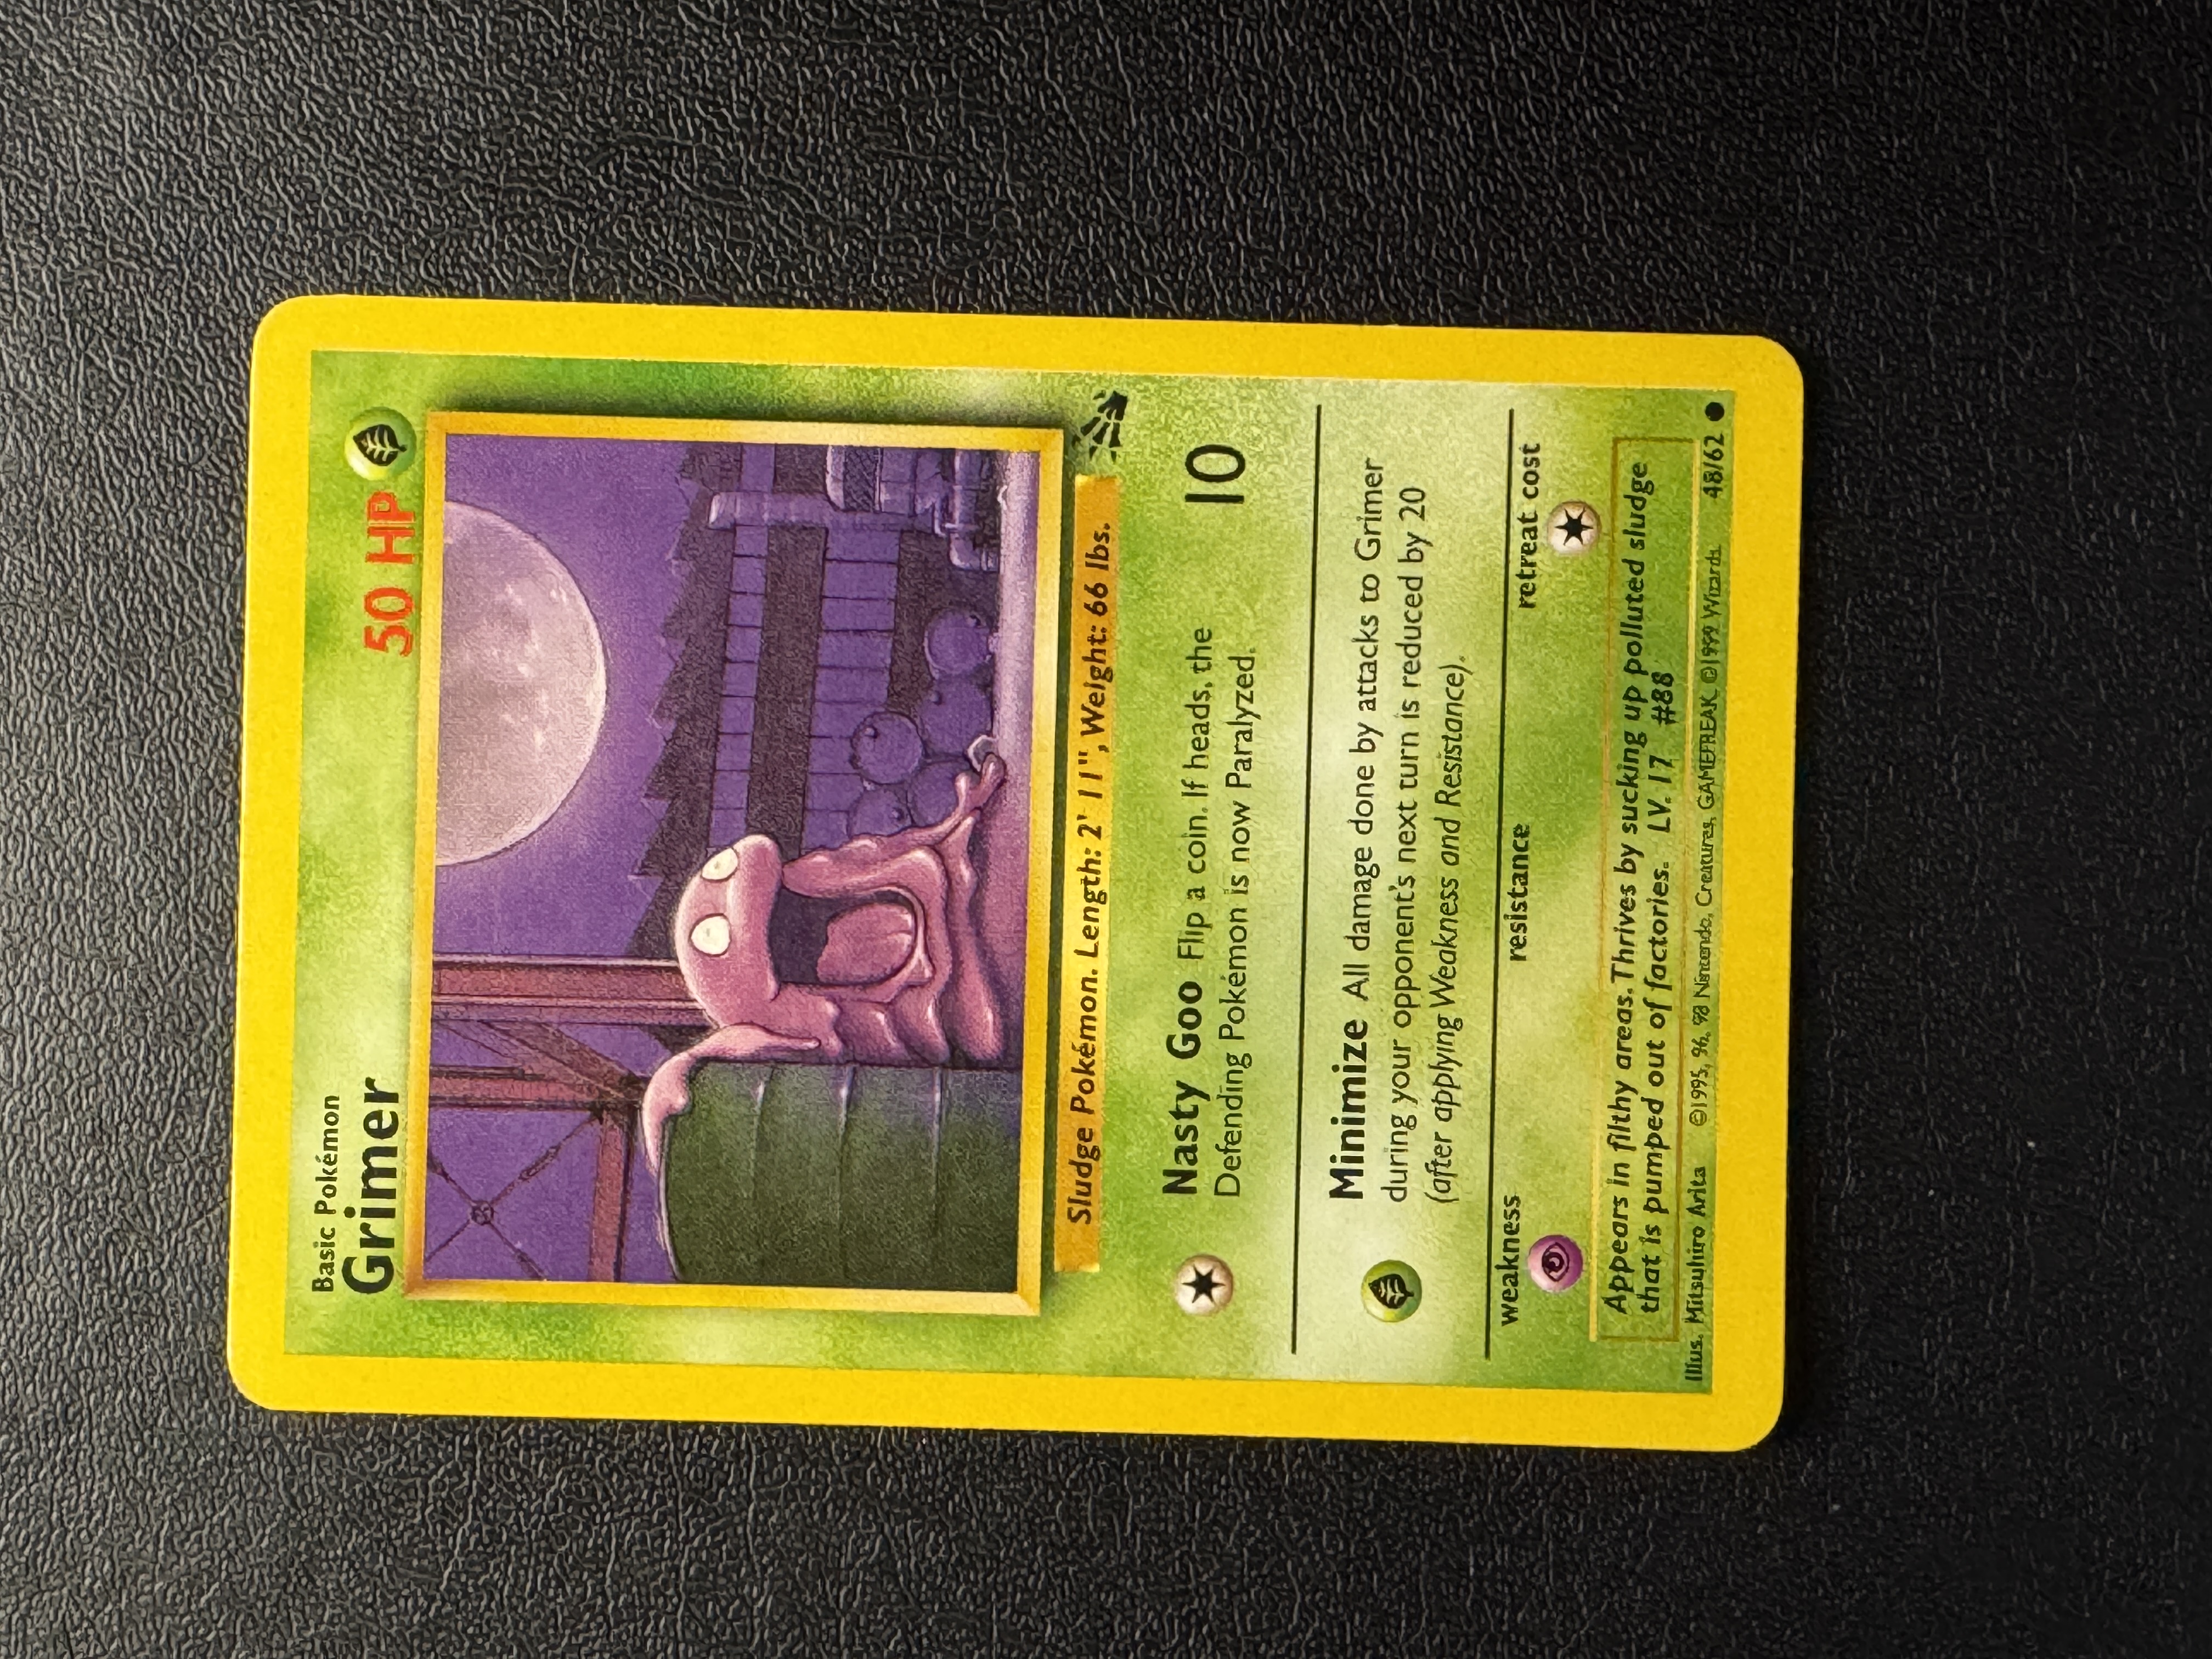 Basic Pokémon
Grimer
50 HP
Sludge Pokémon. Length: 2' 11", Weight: 66 lbs.
Nasty Goo Flip a coin. If heads, the
Defending Pokémon is now Paralyzed.
10
Minimize All damage done by attacks to Grimer
during your opponent's next turn is reduced by 20
(after applying Weakness and Resistance).
weakness
resistance
retreat cost
Appears in filthy areas. Thrives by sucking up polluted sludge
that is pumped out of factories. LV. 17 #88
Illus. Mitsuhiro Arita ©1995, 96, 98 Nintendo, Creatures, GAMEFREAK. ©1999 Wizards. 48/62